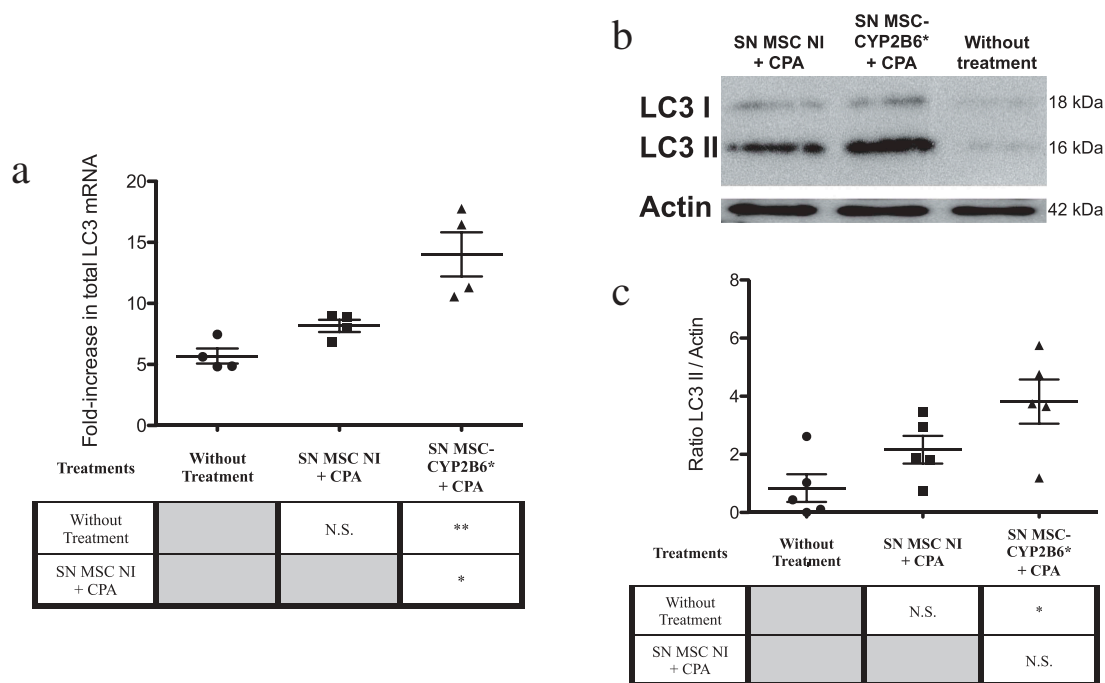 a
Fold-increase in total LC3 mRNA
20
15
10
5
0
Treatments
Without
Treatment
SN MSC NI
+ CPA
SN MSC-
CYP2B6*
+ CPA
Without
Treatment
N.S.
**
SN MSC NI
+ CPA
*
b
SN MSC NI
+ CPA
SN MSC-
CYP2B6*
+ CPA
Without
treatment
LC3 I
18 kDa
LC3 II
16 kDa
Actin
42 kDa
c
Ratio LC3 II / Actin
8
6
4
2
0
Treatments
Without
Treatment
SN MSC NI
+ CPA
SN MSC-
CYP2B6*
+ CPA
Without
Treatment
N.S.
*
SN MSC NI
+ CPA
N.S.